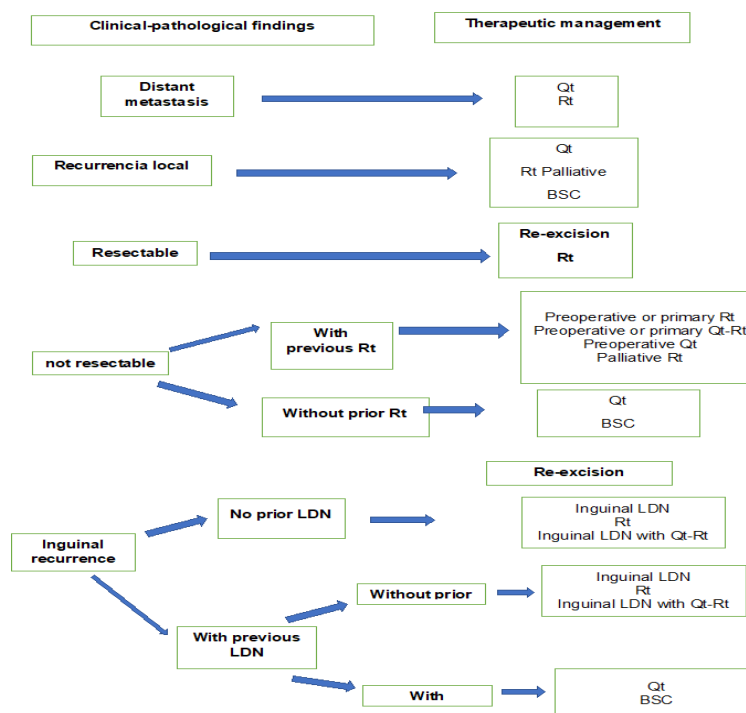 Clinical-pathological findings
Therapeutic management
Distant
metastasis
Qt
Rt
Recurrencia local
Qt
Rt Palliative
BSC
Resectable
Re-excision
Rt
not resectable
With
previous Rt
Preoperative or primary Rt
Preoperative or primary Qt-Rt
Preoperative Qt
Palliative Rt
Without prior Rt
Qt
BSC
Re-excision
Inguinal
recurrence
No prior LDN
Inguinal LDN
Rt
Inguinal LDN with Qt-Rt
With previous
LDN
Without prior
Inguinal LDN
Rt
Inguinal LDN with Qt-Rt
With
Qt
BSC